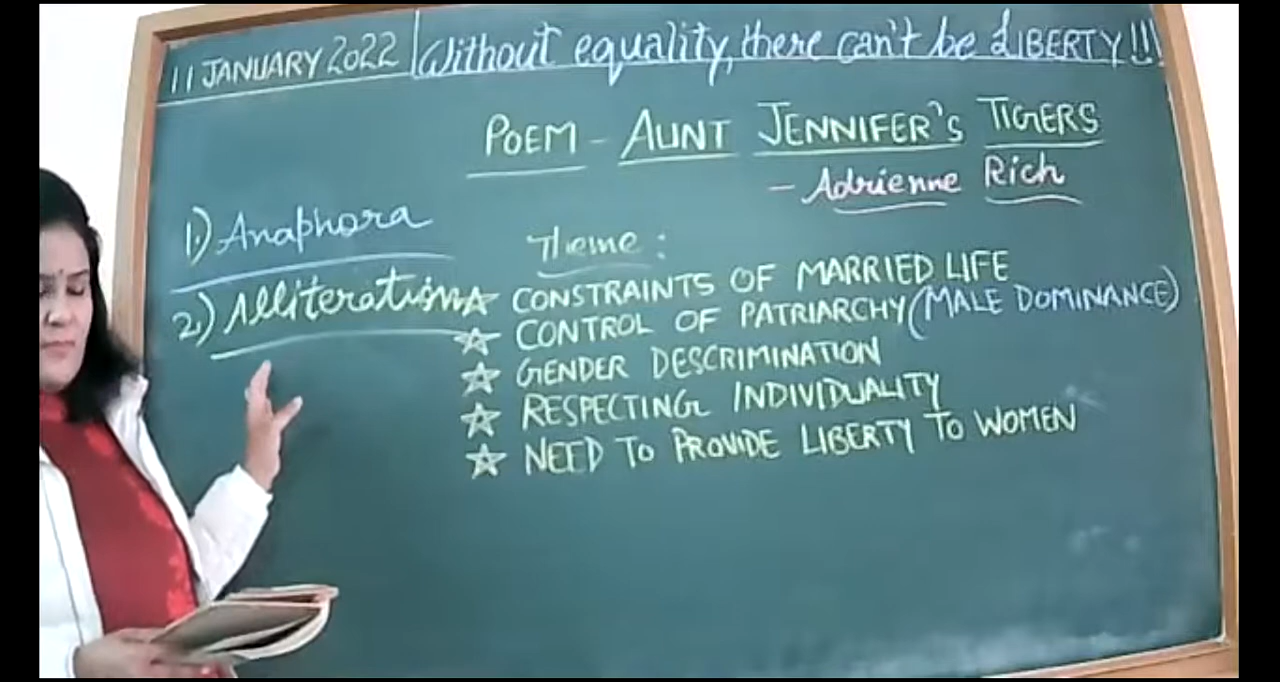 11 JANUARY 2022 | Without equality, there can't be LIBERTY!!
POEM - AUNT JENNIFER'S TIGERS
- Adrienne Rich
1.) Anaphora
2.) Alliteration
Theme :
☆ CONSTRAINTS OF MARRIED LIFE
☆ CONTROL OF PATRIARCHY (MALE DOMINANCE)
☆ GENDER DESCRIMINATION
☆ RESPECTING INDIVIDUALITY
☆ NEED TO PROVIDE LIBERTY TO WOMEN